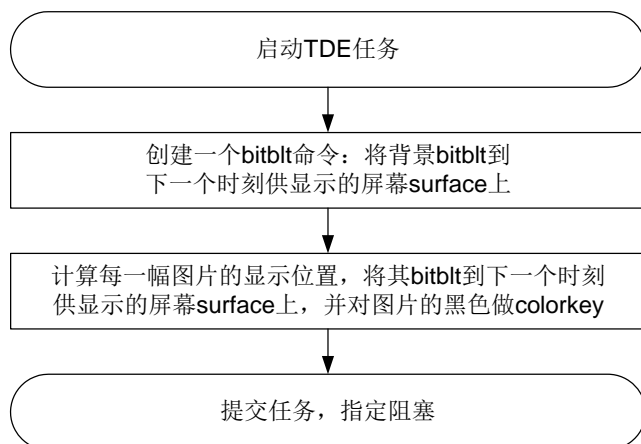 启动TDE任务
创建一个bitblt命令：将背景bitblt到
下一个时刻供显示的屏幕surface上
计算每一幅图片的显示位置，将其bitblt到下一个时刻
供显示的屏幕surface上，并对图片的黑色做colorkey
提交任务，指定阻塞